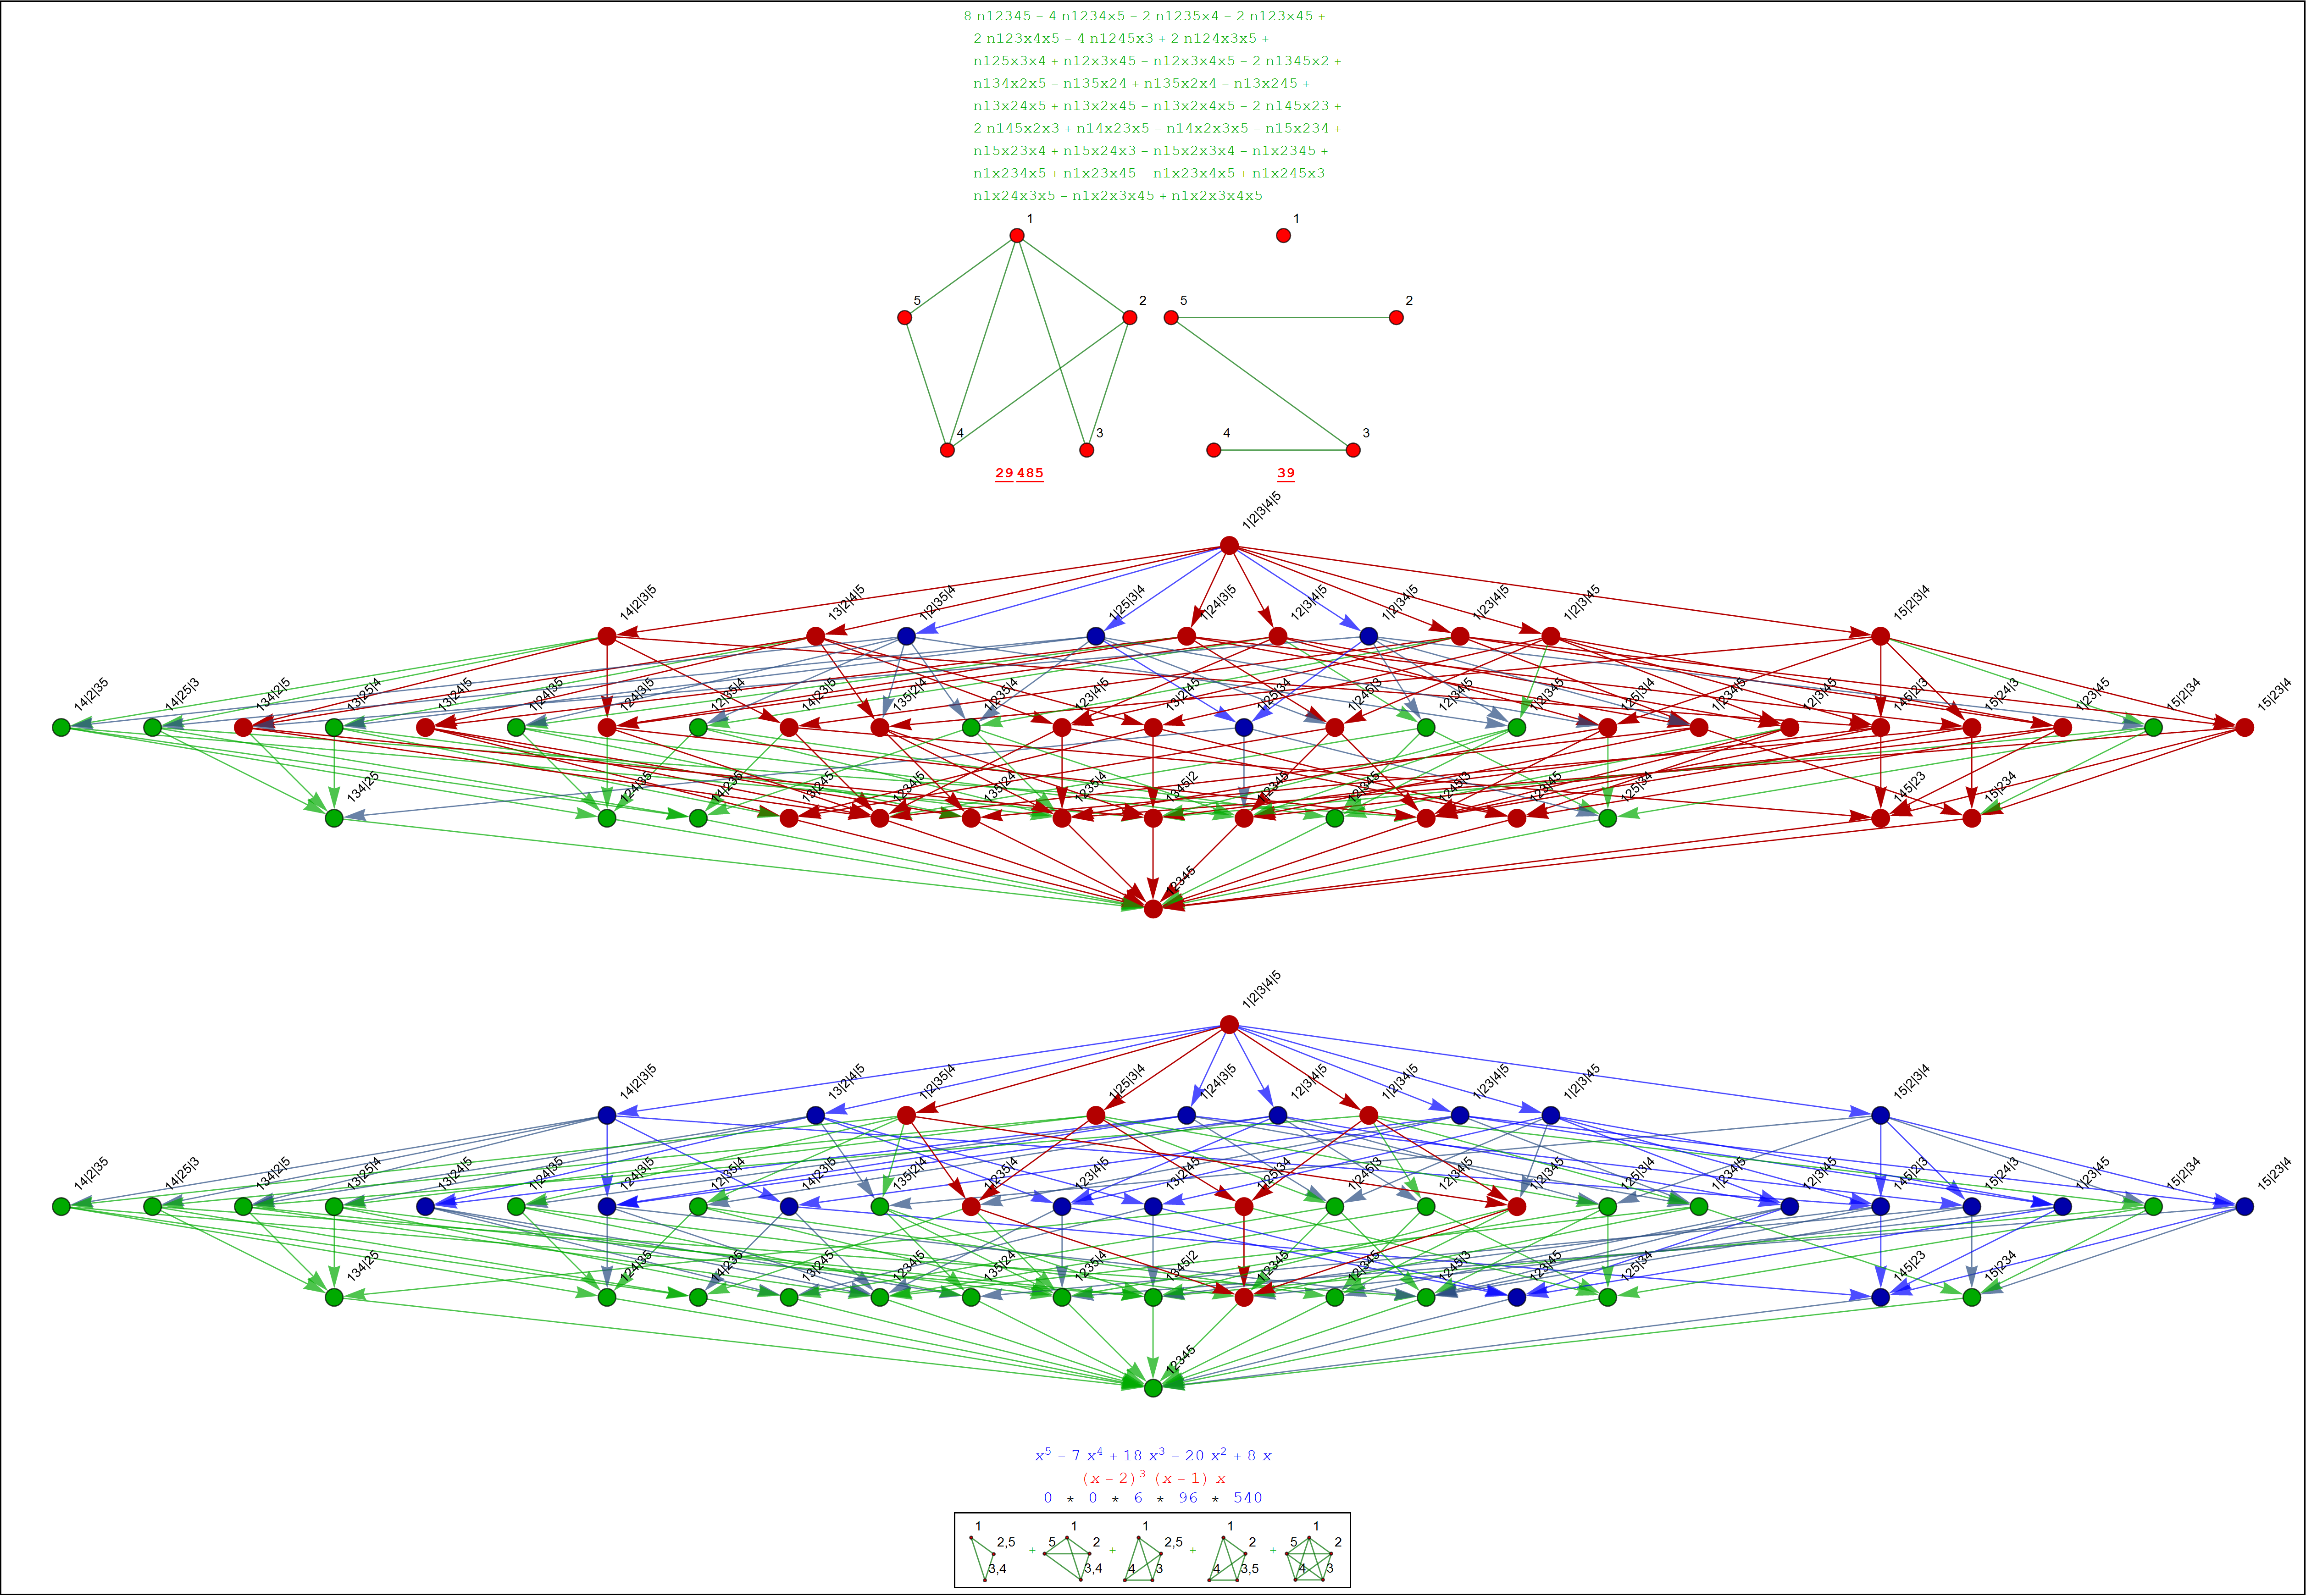 8 n12345 − 4 n1234x5 − 2 n1235x4 − 2 n123x45 +
2 n123x4x5 − 4 n1245x3 + 2 n124x3x5 +
n125x3x4 + n12x3x45 − n12x3x4x5 − 2 n1345x2 +
n134x2x5 − n135x24 + n135x2x4 − n13x245 +
n13x24x5 + n13x2x45 − n13x2x4x5 − 2 n145x23 +
2 n145x2x3 + n14x23x5 − n14x2x3x5 − n15x234 +
n15x23x4 + n15x24x3 − n15x2x3x4 − n1x2345 +
n1x234x5 + n1x23x45 − n1x23x4x5 + n1x245x3 −
n1x24x3x5 − n1x2x3x45 + n1x2x3x4x5
1 1
5 2 5 2
4 3 4 3
29 485 39
1|2|3|4|5
14|2|3|5 13|2|4|5 1|2|35|4 1|25|3|4 1|24|3|5 12|3|4|5 1|2|34|5 1|23|4|5 1|2|3|45 15|2|3|4
14|2|35 14|25|3 134|2|5 13|25|4 13|24|5 1|24|35 124|3|5 12|35|4 14|23|5 135|2|4 1|235|4 123|4|5 13|2|45 1|25|34 1|245|3 12|34|5 1|2|345 125|3|4 1|234|5 12|3|45 145|2|3 15|24|3 1|23|45 15|2|34 15|23|4
134|25 124|35 14|235 13|245 1234|5 135|24 1235|4 1345|2 1|2345 12|345 1245|3 123|45 125|34 145|23 15|234
12345
1|2|3|4|5
14|2|3|5 13|2|4|5 1|2|35|4 1|25|3|4 1|24|3|5 12|3|4|5 1|2|34|5 1|23|4|5 1|2|3|45 15|2|3|4
14|2|35 14|25|3 134|2|5 13|25|4 13|24|5 1|24|35 124|3|5 12|35|4 14|23|5 135|2|4 1|235|4 123|4|5 13|2|45 1|25|34 1|245|3 12|34|5 1|2|345 125|3|4 1|234|5 12|3|45 145|2|3 15|24|3 1|23|45 15|2|34 15|23|4
134|25 124|35 14|235 13|245 1234|5 135|24 1235|4 1345|2 1|2345 12|345 1245|3 123|45 125|34 145|23 15|234
12345
x⁵ − 7 x⁴ + 18 x³ − 20 x² + 8 x
(x − 2)³ (x − 1) x
0 * 0 * 6 * 96 * 540
1 1 1 1 1
2,5 + 5 2 + 2,5 + 2 + 5 2
3,4 3,4 4 3 4 3,5 4 3